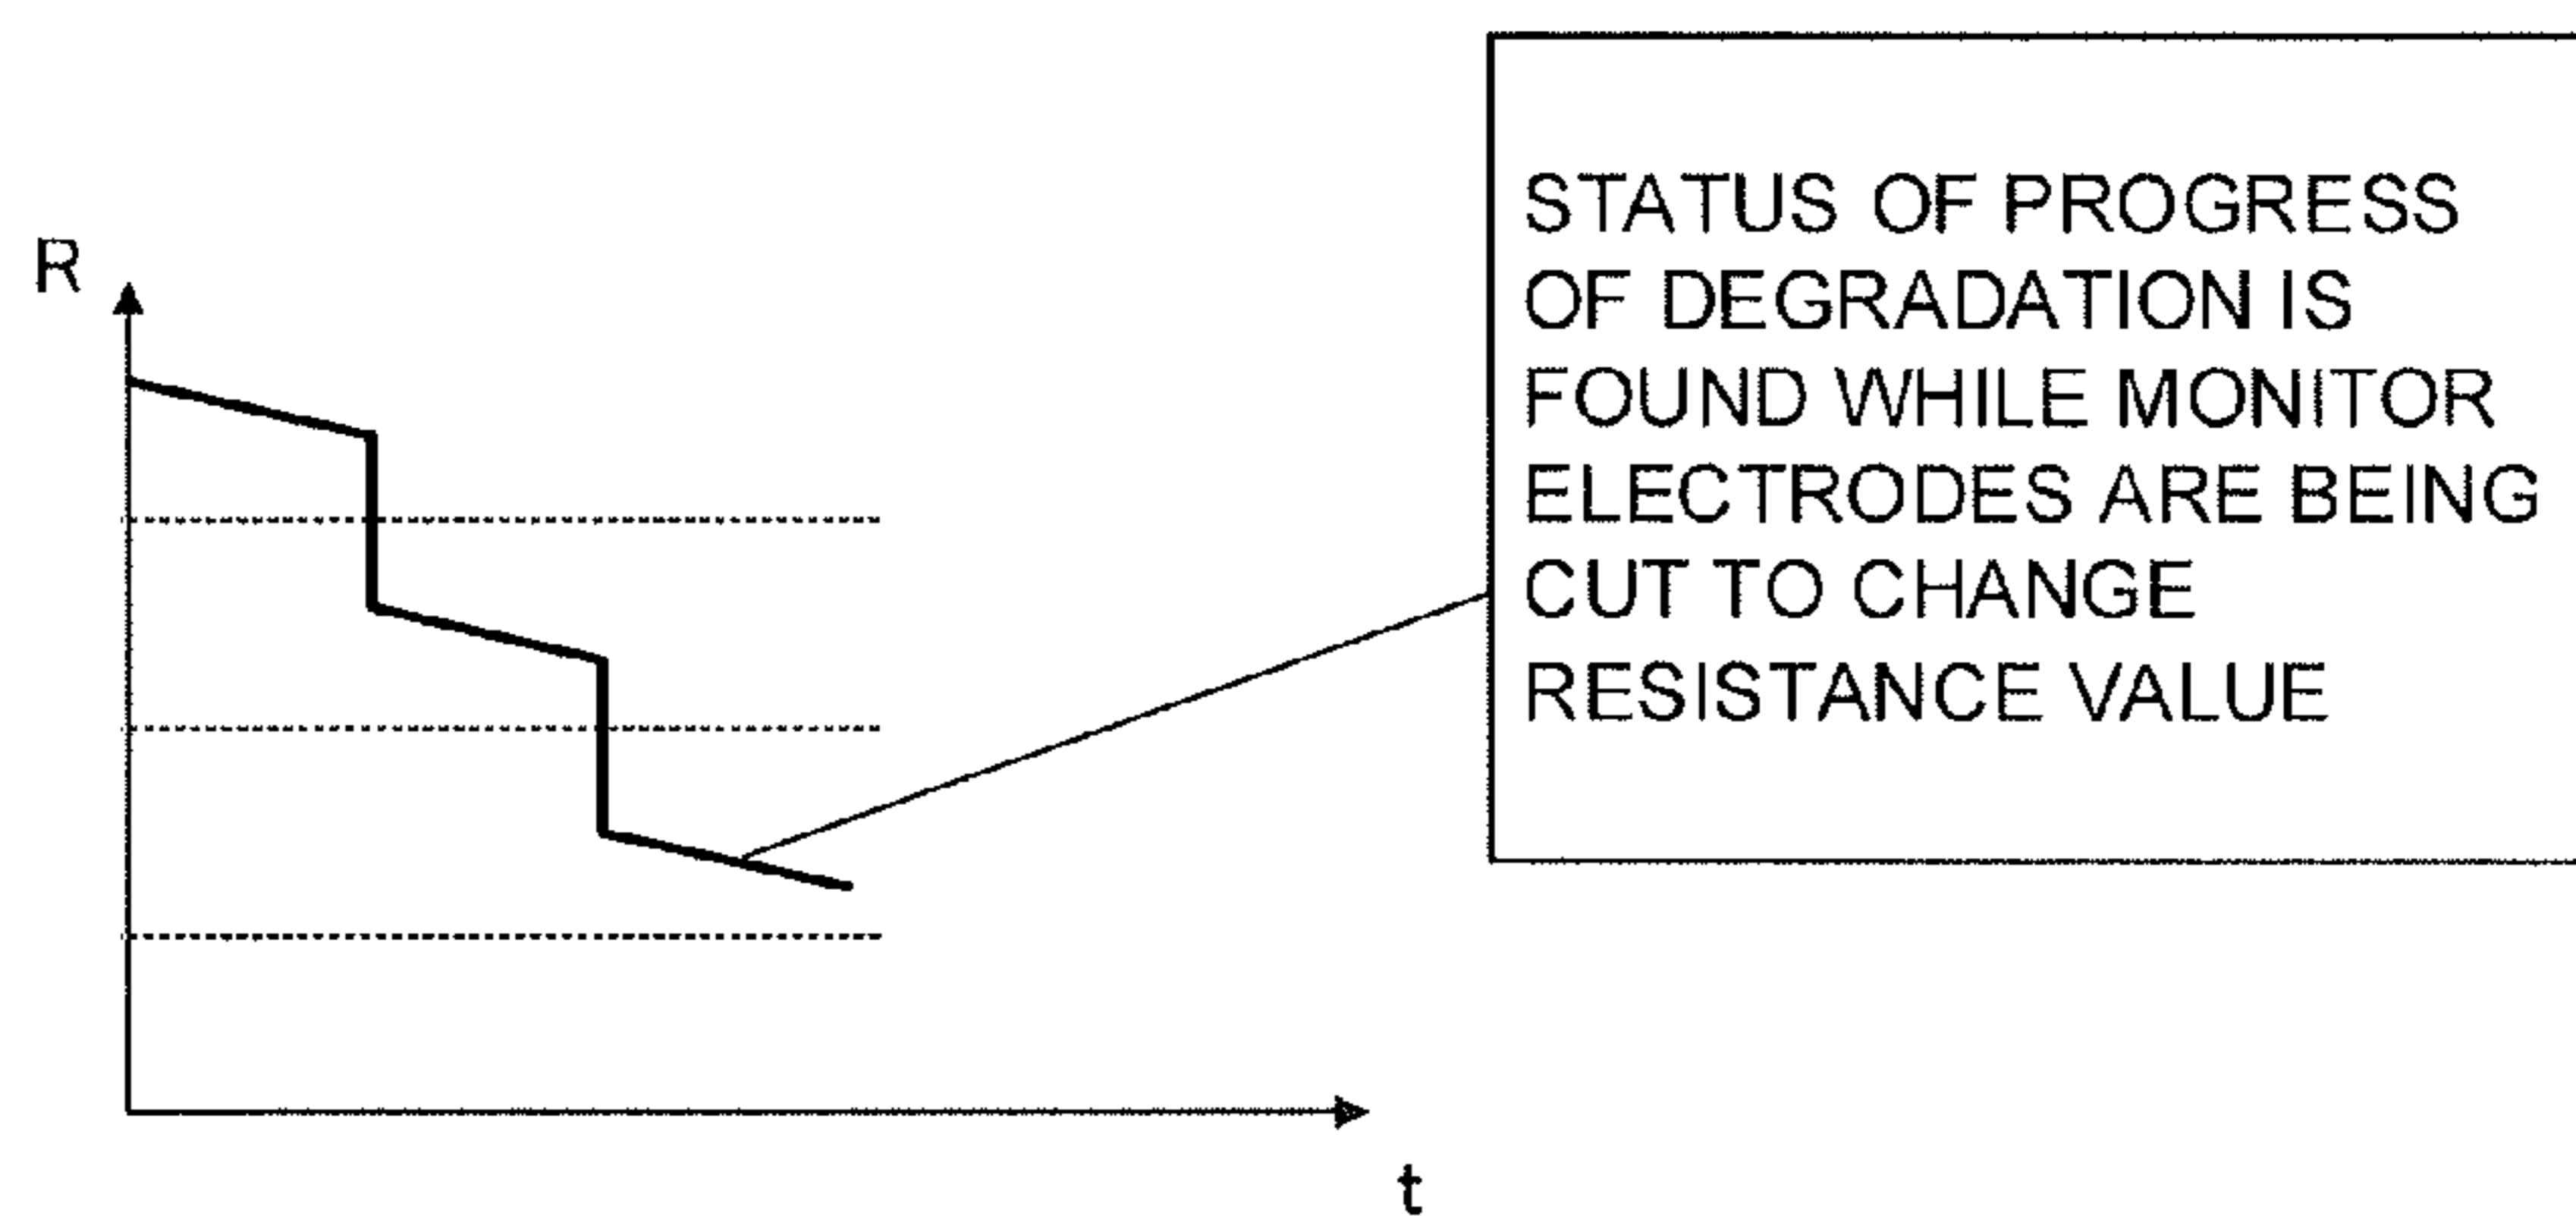 R
STATUS OF PROGRESS
OF DEGRADATION IS
FOUND WHILE MONITOR
ELECTRODES ARE BEING
CUT TO CHANGE
RESISTANCE VALUE
t